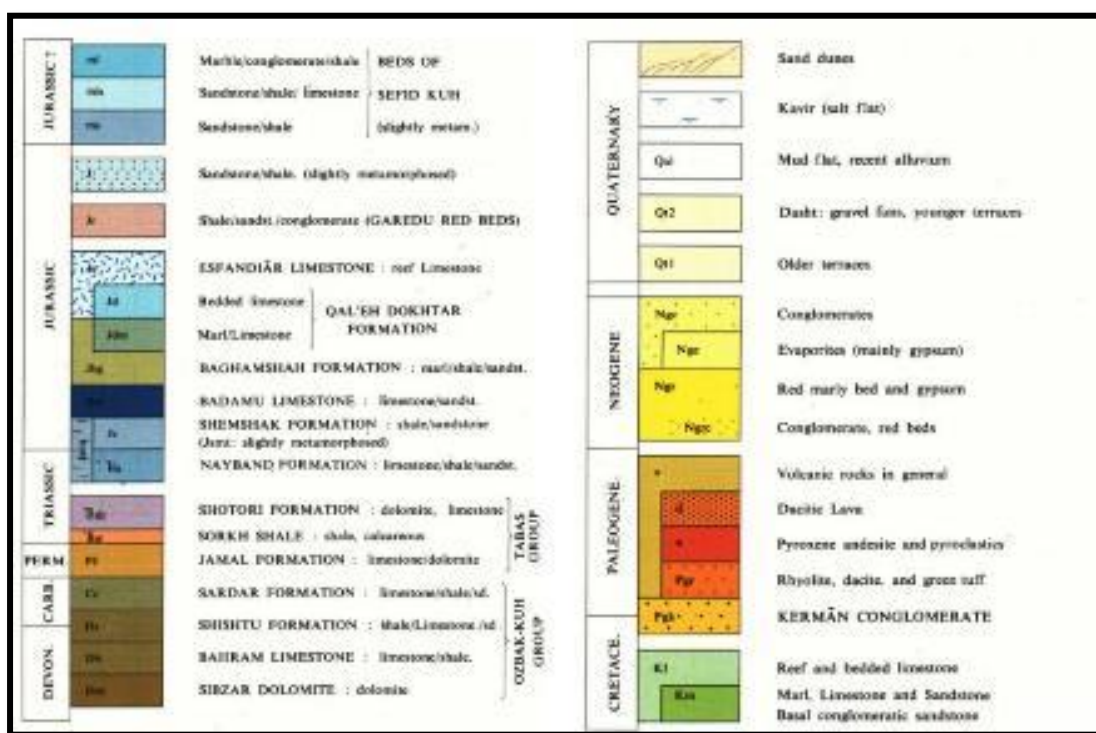 JURASSIC ?
Marble/conglomerate/shale
Sandstone/shale/ limestone
Sandstone/shale
BEDS OF
SEFID KUH
(slightly metam.)
JURASSIC
Sandstone/shale. (slightly metamorphosed)
Shale/sandst./conglomerate (GAREDU RED BEDS)
ESFANDIĀR LIMESTONE : reef Limestone
Bedded limestone
Marl/Limestone
QAL'EH DOKHTAR
FORMATION
BAGHAMSHAH FORMATION : marl/shale/sandst.
BADAMU LIMESTONE : limestone/sandst.
SHEMSHAK FORMATION : shale/sandstone
slightly metamorphosed)
NAYBAND FORMATION : limestone/shale/sandst.
TRIASSIC
SHOTORI FORMATION : dolomite, limestone
SORKH SHALE : shale, calcareous
PERM.
JAMAL FORMATION : limestone/dolomite
TABAS
GROUP
CARB.
SARDAR FORMATION : limestone/shale/sd.
SHISHTU FORMATION : shale/Limestone /sd
DEVON.
BAHRAM LIMESTONE : limestone/shale.
SIBZAR DOLOMITE : dolomite
OZBAK-KUH
GROUP
QUATERNARY
Sand dunes
Kavir (salt flat)
Mud flat, recent alluvium
Qt2
Dasht: gravel fans, younger terraces
Qt1
Older terraces
NEOGENE
Conglomerates
Evaporites (mainly gypsum)
Red marly bed and gypsum
Conglomerate, red beds
PALEOGENE.
Volcanic rocks in general
Dacitic Lava
Pyroxene andesite and pyroclastics
Rhyolite, dacite, and green tuff
KERMĀN CONGLOMERATE
CRETACE.
Reef and bedded limestone
Marl, Limestone and Sandstone
Basal conglomeratic sandstone